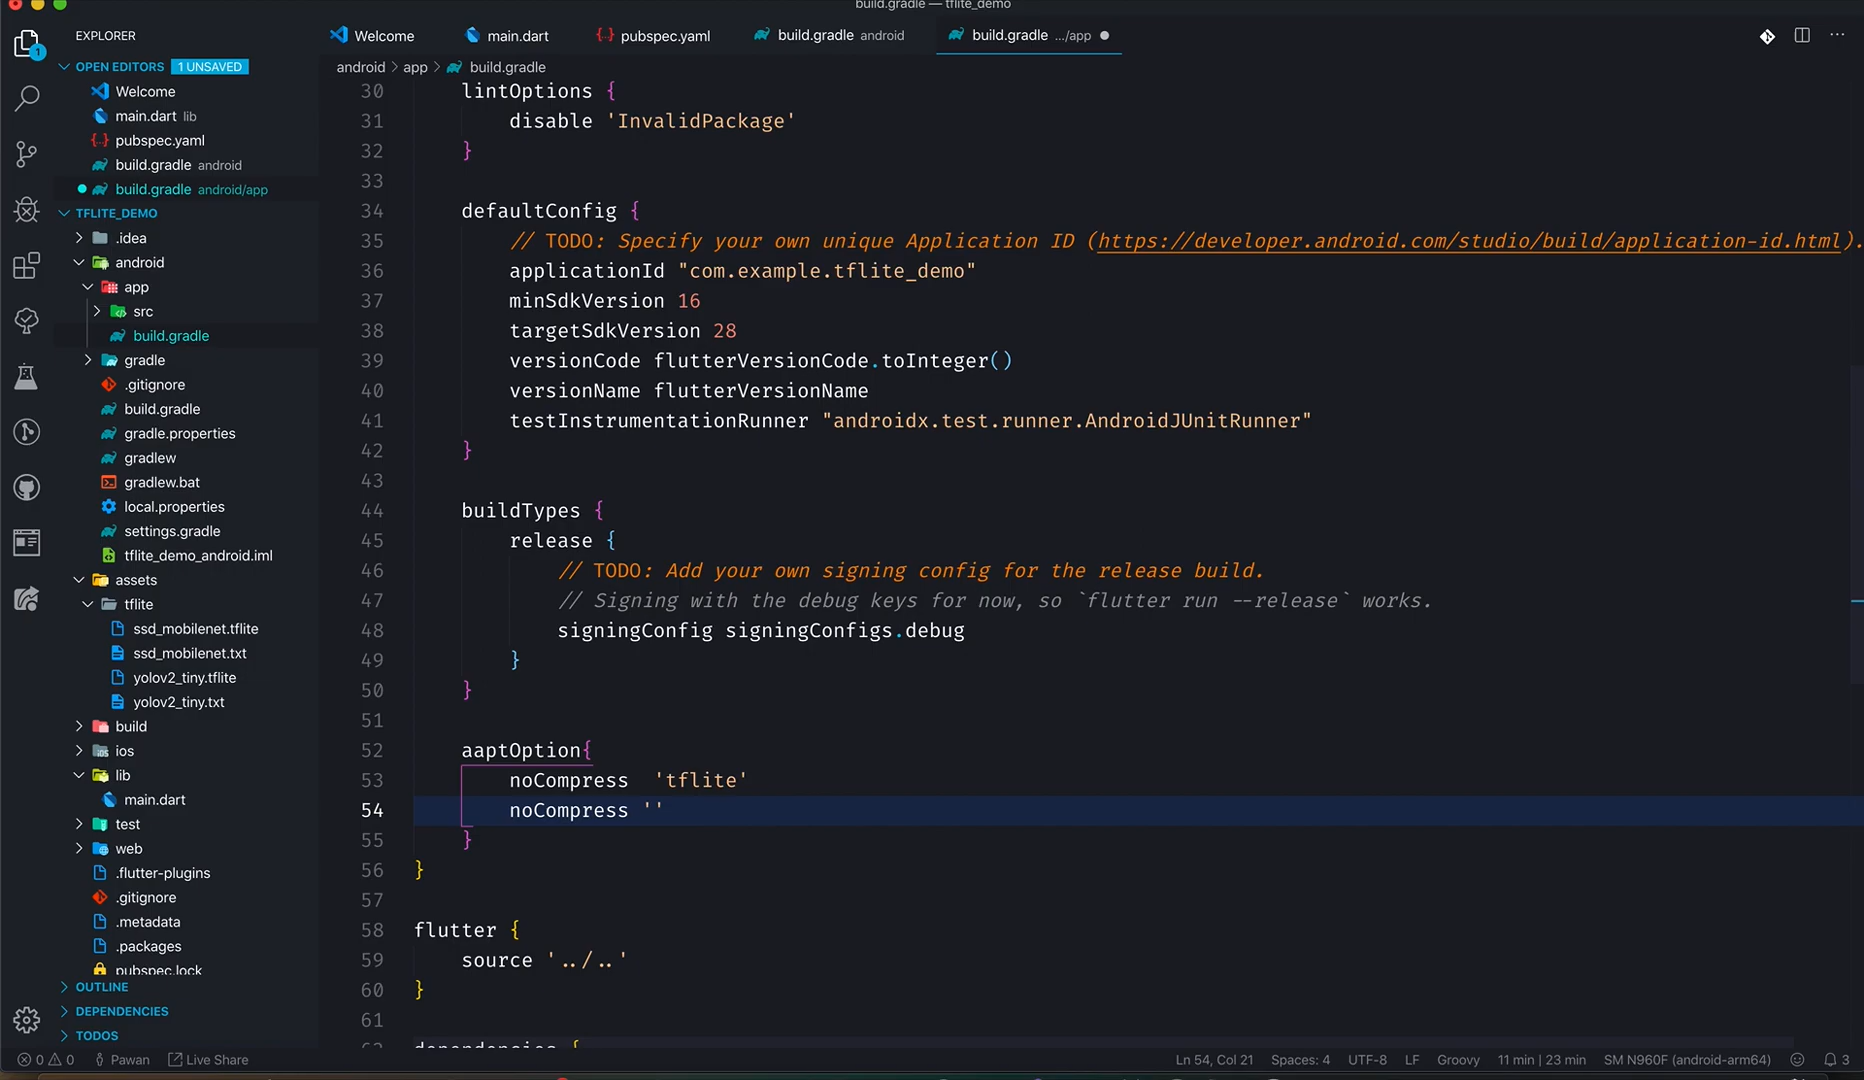 build.gradle — tflite_demo
EXPLORER
Welcome
main.dart
pubspec.yaml
build.gradle android
build.gradle .../app
1
OPEN EDITORS 1 UNSAVED
Welcome
main.dart lib
pubspec.yaml
build.gradle android
build.gradle android/app
TFLITE_DEMO
.idea
android
app
src
build.gradle
gradle
.gitignore
build.gradle
gradle.properties
gradlew
gradlew.bat
local.properties
settings.gradle
tflite_demo_android.iml
assets
tflite
ssd_mobilenet.tflite
ssd_mobilenet.txt
yolov2_tiny.tflite
yolov2_tiny.txt
build
ios
lib
main.dart
test
web
.flutter-plugins
.gitignore
.metadata
.packages
pubspec.lock
OUTLINE
DEPENDENCIES
TODOS
android > app > build.gradle
30 lintOptions {
31 disable 'InvalidPackage'
32 }
33
34 defaultConfig {
35 // TODO: Specify your own unique Application ID (https://developer.android.com/studio/build/application-id.html).
36 applicationId "com.example.tflite_demo"
37 minSdkVersion 16
38 targetSdkVersion 28
39 versionCode flutterVersionCode.toInteger()
40 versionName flutterVersionName
41 testInstrumentationRunner "androidx.test.runner.AndroidJUnitRunner"
42 }
43
44 buildTypes {
45 release {
46 // TODO: Add your own signing config for the release build.
47 // Signing with the debug keys for now, so `flutter run --release` works.
48 signingConfig signingConfigs.debug
49 }
50 }
51
52 aaptOption{
53 noCompress  'tflite'
54 noCompress ''
55 }
56 }
57
58 flutter {
59 source '../..'
60 }
61
62 dependencies {
0 0 Pawan Live Share Ln 54, Col 21 Spaces: 4 UTF-8 LF Groovy 11 min | 23 min SM N960F (android-arm64) 3